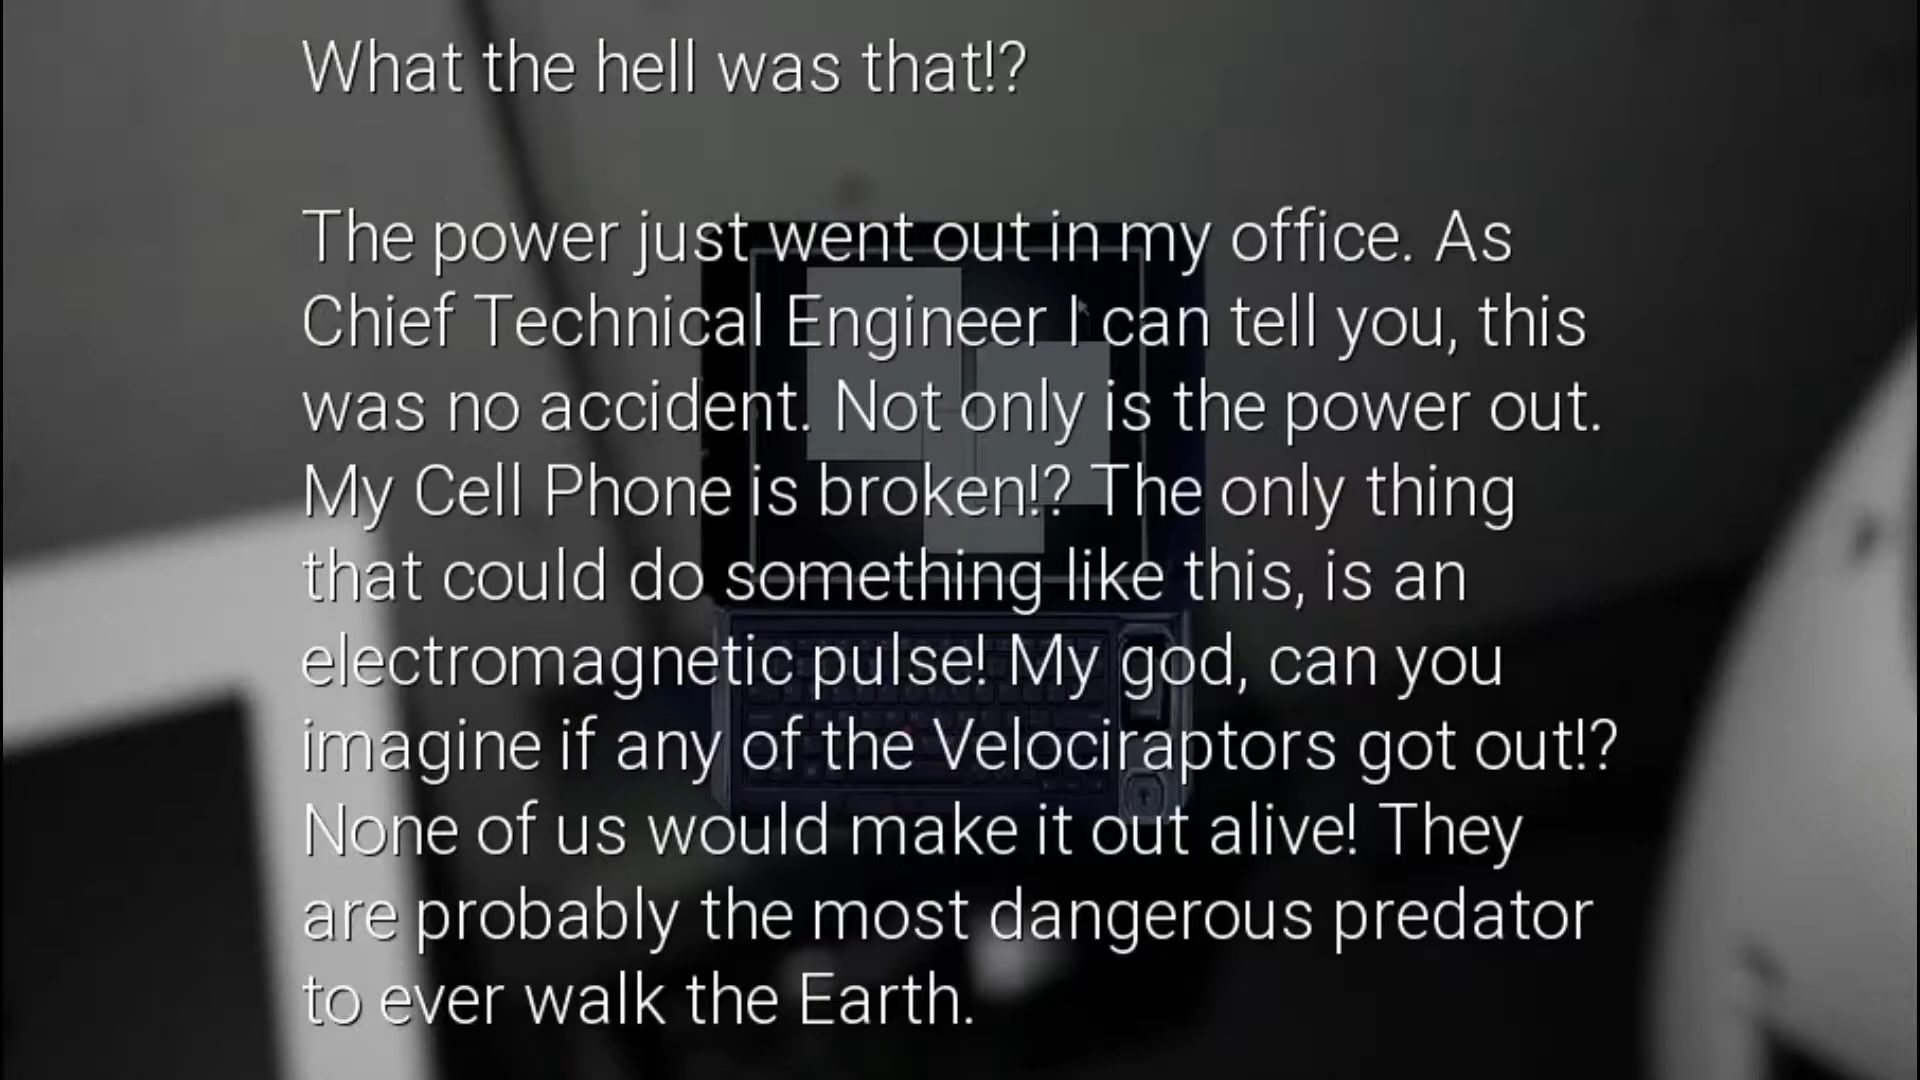 What the hell was that!?
The power just went out in my office. As
Chief Technical Engineer I can tell you, this
was no accident. Not only is the power out.
My Cell Phone is broken!? The only thing
that could do something like this, is an
electromagnetic pulse! My god, can you
imagine if any of the Velociraptors got out!?
None of us would make it out alive! They
are probably the most dangerous predator
to ever walk the Earth.